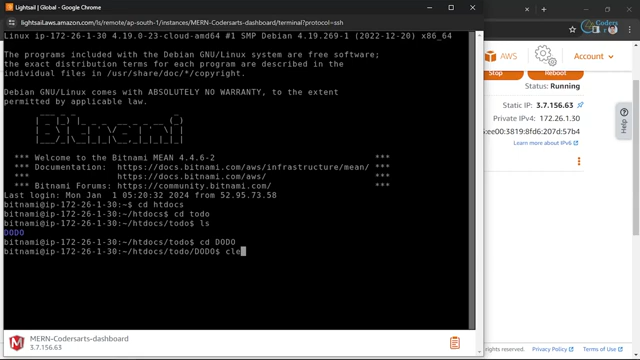 Lightsail | Global - Google Chrome
lightsail.aws.amazon.com/ls/remote/ap-south-1/instances/MERN-Codersarts-dashboard/terminal?protocol=ssh
Linux ip-172-26-1-30 4.19.0-23-cloud-amd64 #1 SMP Debian 4.19.269-1 (2022-12-20) x86_64
The programs included with the Debian GNU/Linux system are free software;
the exact distribution terms for each program are described in the
individual files in /usr/share/doc/*/copyright.
Debian GNU/Linux comes with ABSOLUTELY NO WARRANTY, to the extent
permitted by applicable law.
*** Welcome to the Bitnami MEAN 4.4.6-2 ***
*** Documentation: https://docs.bitnami.com/aws/infrastructure/mean/ ***
*** https://docs.bitnami.com/aws/ ***
*** Bitnami Forums: https://community.bitnami.com/ ***
Last login: Mon Jan 1 05:20:32 2024 from 52.95.73.58
bitnami@ip-172-26-1-30:~$ cd htdocs
bitnami@ip-172-26-1-30:~/htdocs$ cd todo
bitnami@ip-172-26-1-30:~/htdocs/todo$ ls
DODO
bitnami@ip-172-26-1-30:~/htdocs/todo$ cd DODO
bitnami@ip-172-26-1-30:~/htdocs/todo/DODO$ cle
MERN-Codersarts-dashboard
3.7.156.63
AWS
Account
Stop
Reboot
Status: Running
Static IP: 3.7.156.63
Private IPv4: 172.26.1.30
ee00:3819:8fd6:207d:57b4
Learn more about IPv6
Help
Privacy Policy
Terms of Use